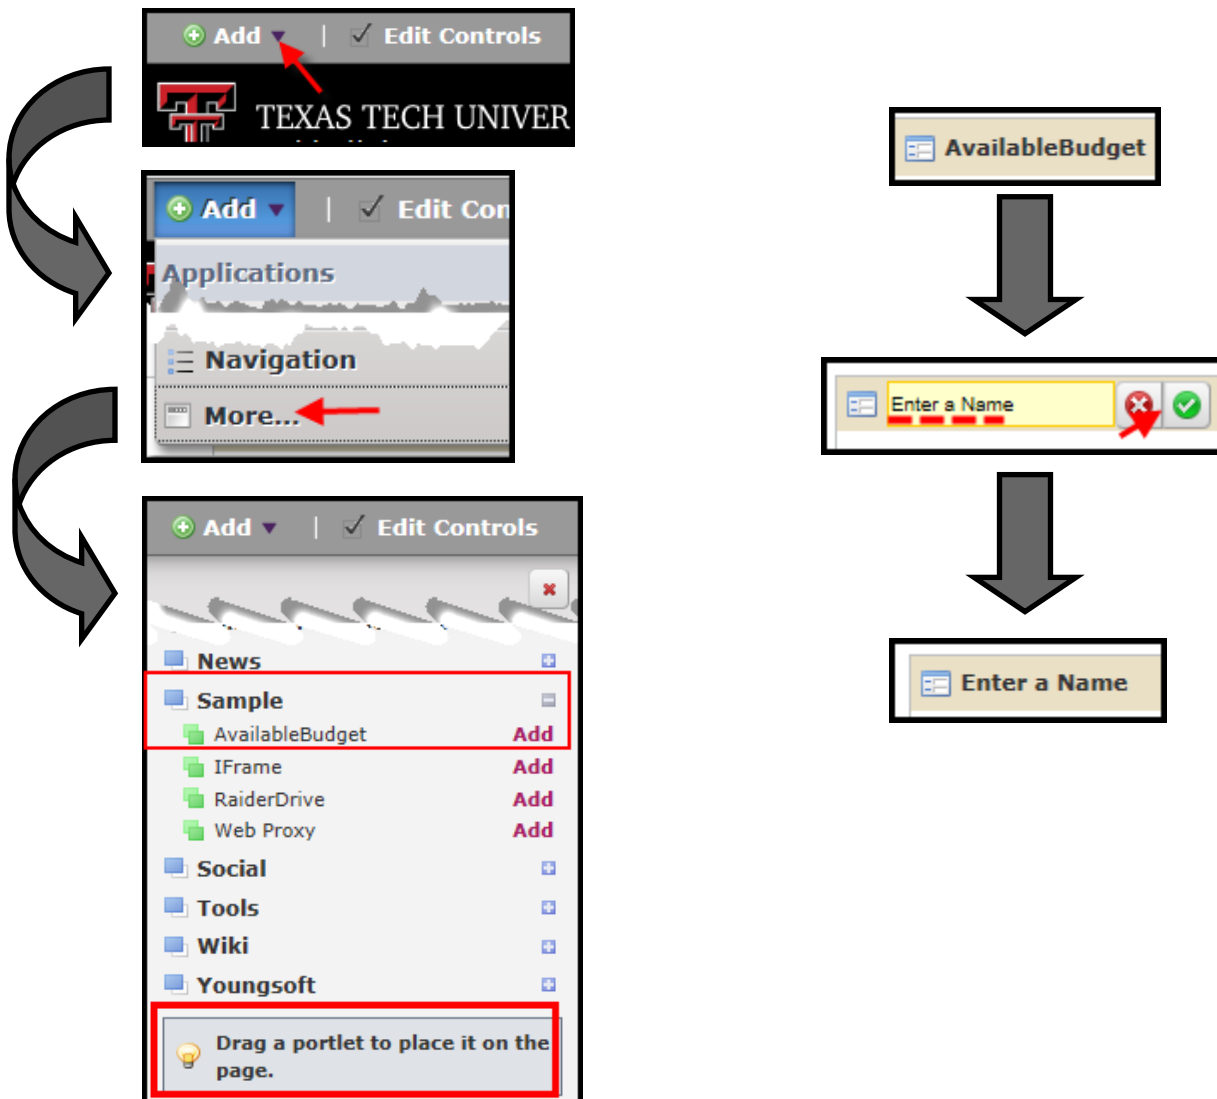 Add | Edit Controls
TEXAS TECH UNIVER
Add | Edit Con
Applications
Navigation
More...
Add | Edit Controls
News
Sample
AvailableBudget Add
IFrame Add
RaiderDrive Add
Web Proxy Add
Social
Tools
Wiki
Youngsoft
Drag a portlet to place it on the
page.
AvailableBudget
Enter a Name
Enter a Name